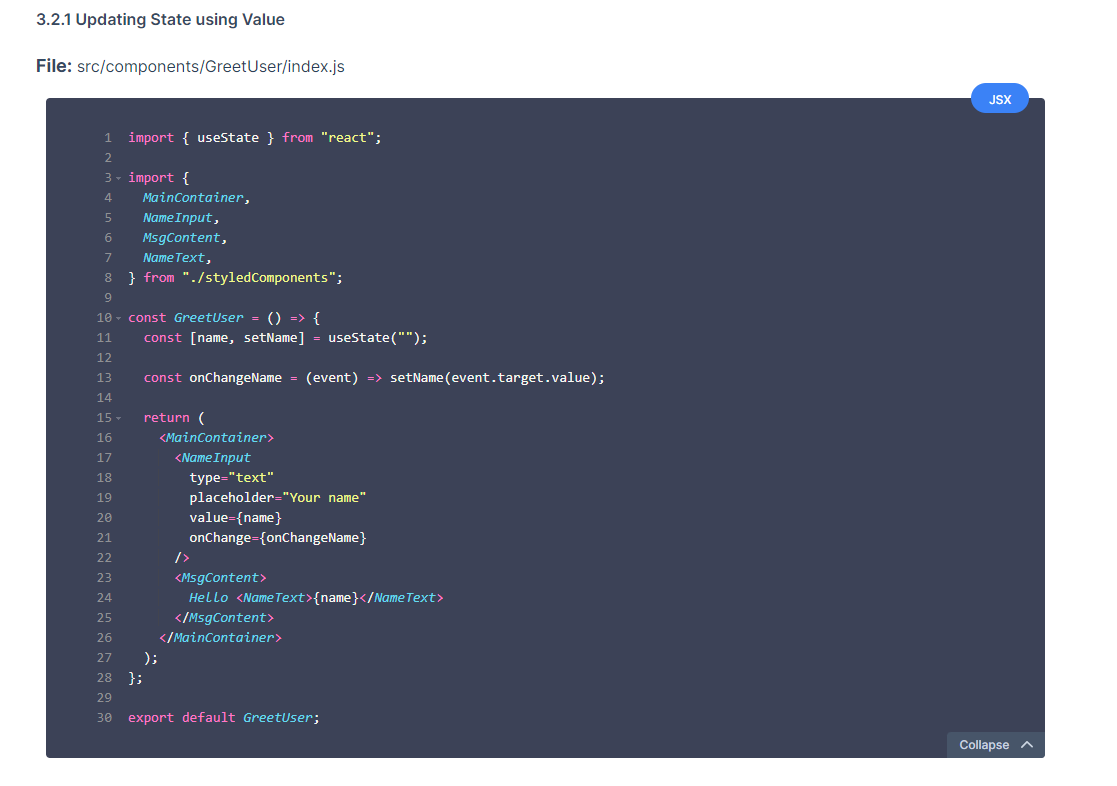 3.2.1 Updating State using Value
File: src/components/GreetUser/index.js
JSX
1 import { useState } from "react";
2
3 import {
4   MainContainer,
5   NameInput,
6   MsgContent,
7   NameText,
8 } from "./styledComponents";
9
10 const GreetUser = () => {
11   const [name, setName] = useState("");
12
13   const onChangeName = (event) => setName(event.target.value);
14
15   return (
16     <MainContainer>
17       <NameInput
18         type="text"
19         placeholder="Your name"
20         value={name}
21         onChange={onChangeName}
22       />
23       <MsgContent>
24         Hello <NameText>{name}</NameText>
25       </MsgContent>
26     </MainContainer>
27   );
28 };
29
30 export default GreetUser;
Collapse